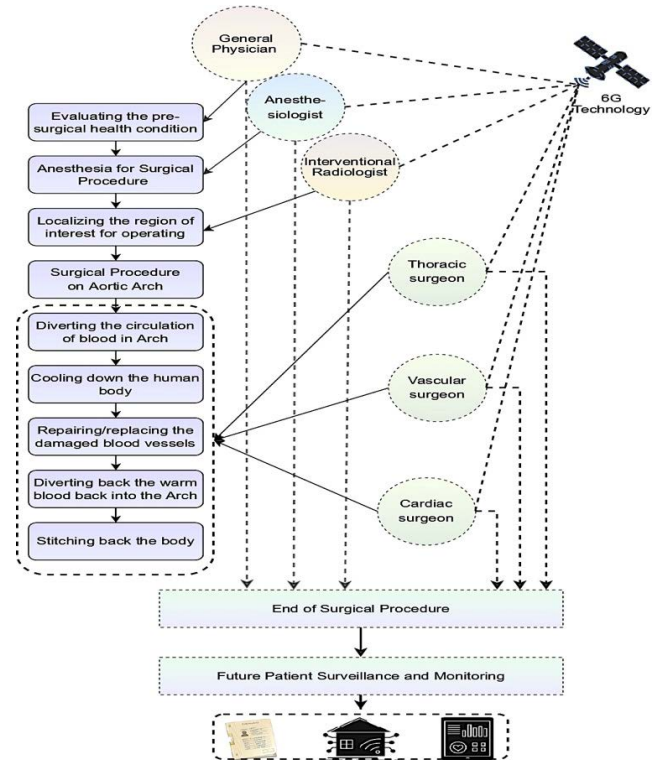 General
Physician
6G
Technology
Anesthe-
siologist
Evaluating the pre-
surgical health condition
Anesthesia for Surgical
Procedure
Interventional
Radiologist
Localizing the region of
interest for operating
Surgical Procedure
on Aortic Arch
Thoracic
surgeon
Diverting the circulation
of blood in Arch
Cooling down the human
body
Vascular
surgeon
Repairing/replacing the
damaged blood vessels
Diverting back the warm
blood back into the Arch
Cardiac
surgeon
Stitching back the body
End of Surgical Procedure
Future Patient Surveillance and Monitoring